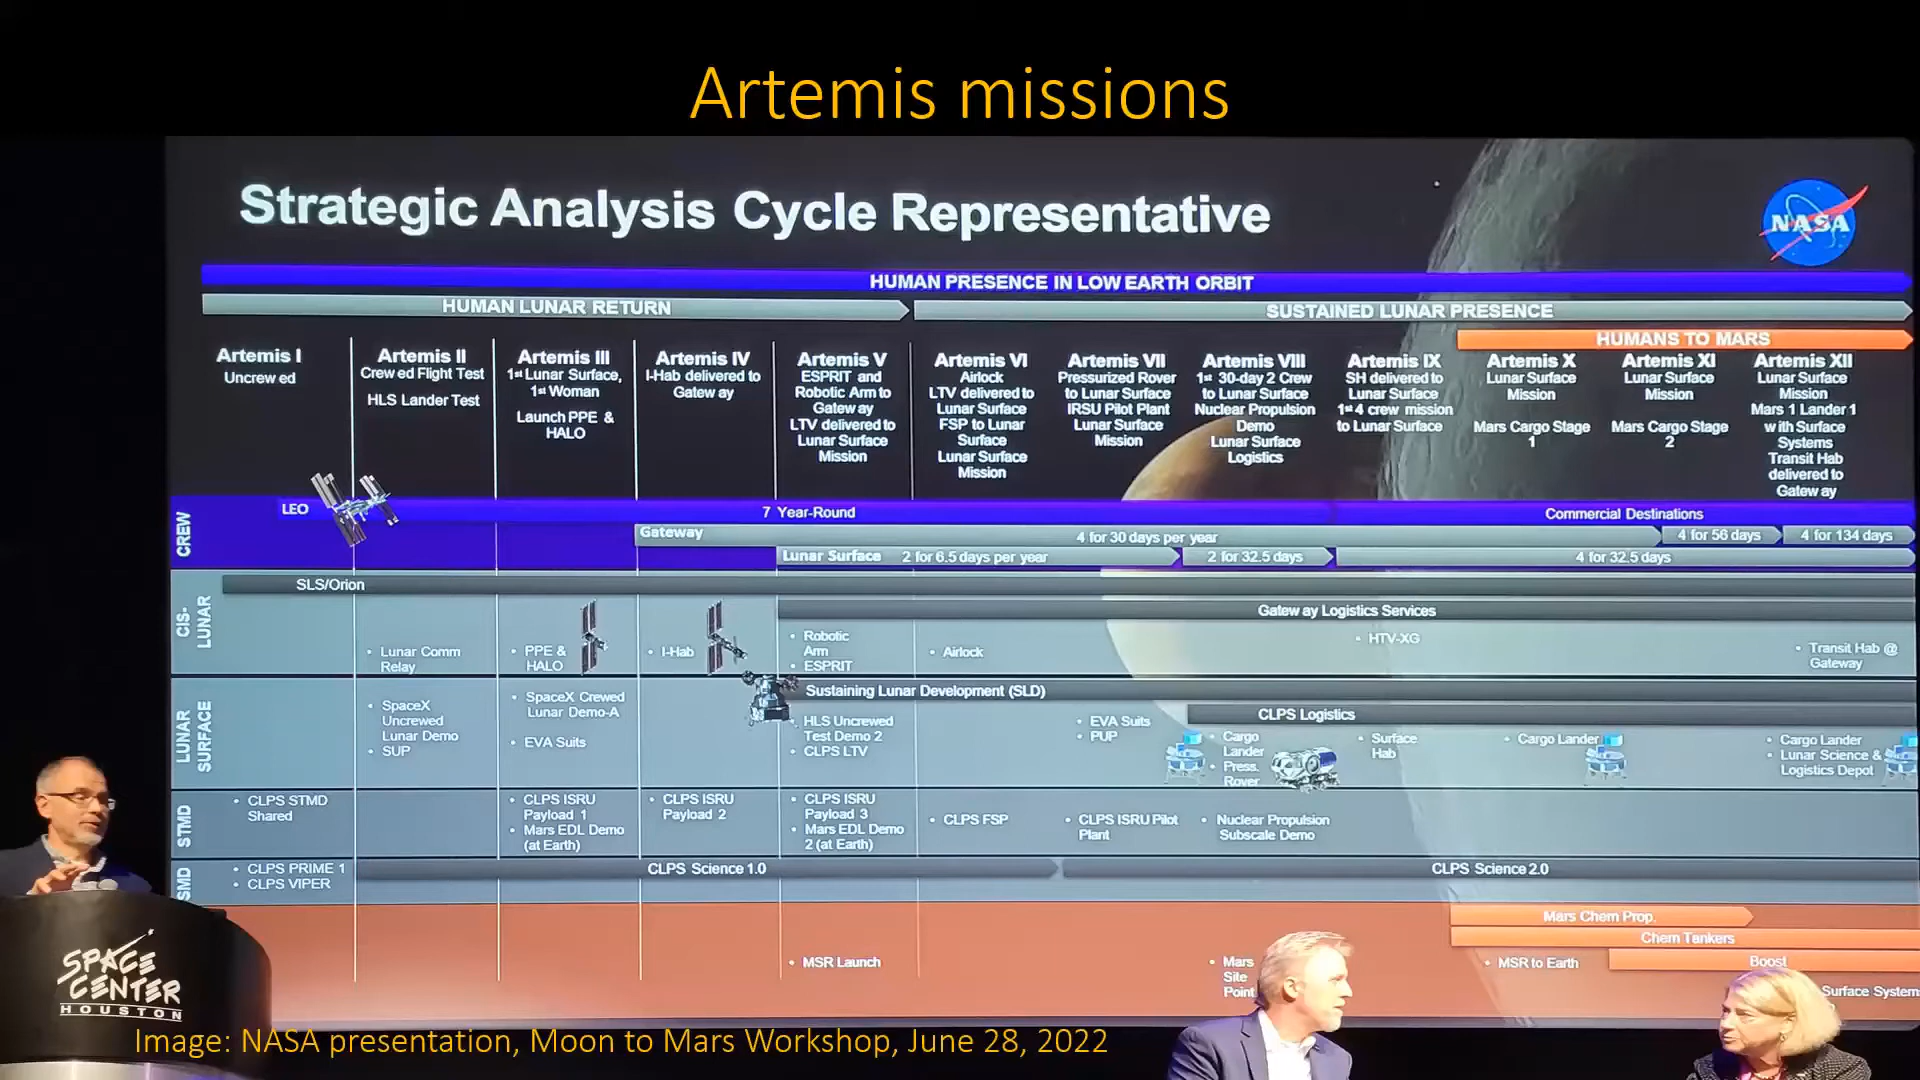 Artemis missions
Strategic Analysis Cycle Representative
NASA
HUMAN PRESENCE IN LOW EARTH ORBIT
HUMAN LUNAR RETURN
SUSTAINED LUNAR PRESENCE
HUMANS TO MARS
Artemis I
Uncrewed
Artemis II
Crewed Flight Test
HLS Lander Test
Artemis III
1st Lunar Surface,
1st Woman
Launch PPE &
HALO
Artemis IV
I-Hab delivered to
Gateway
Artemis V
ESPRIT and
Robotic Arm to
Gateway
LTV delivered to
Lunar Surface
Mission
Artemis VI
Airlock
LTV delivered to
Lunar Surface
FSP to Lunar
Surface
Lunar Surface
Mission
Artemis VII
Pressurized Rover
to Lunar Surface
IRSU Pilot Plant
Lunar Surface
Mission
Artemis VIII
1st 30-day 2 Crew
to Lunar Surface
Nuclear Propulsion
Demo
Lunar Surface
Logistics
Artemis IX
SH delivered to
Lunar Surface
1st 4 crew mission
to Lunar Surface
Artemis X
Lunar Surface
Mission
Mars Cargo Stage
1
Artemis XI
Lunar Surface
Mission
Mars Cargo Stage
2
Artemis XII
Lunar Surface
Mission
Mars 1 Lander 1
with Surface
Systems
Transit Hab
delivered to
Gateway
CREW
LEO
7 Year-Round
Commercial Destinations
Gateway
4 for 30 days per year
4 for 56 days
4 for 134 days
Lunar Surface
2 for 6.5 days per year
2 for 32.5 days
4 for 32.5 days
CIS-
LUNAR
SLS/Orion
Gateway Logistics Services
• Lunar Comm
Relay
• PPE &
HALO
• I-Hab
• Robotic
Arm
• ESPRIT
• Airlock
• HTV-XG
• Transit Hab @
Gateway
LUNAR
SURFACE
Sustaining Lunar Development (SLD)
CLPS Logistics
• SpaceX
Uncrewed
Lunar Demo
• SUP
• SpaceX Crewed
Lunar Demo-A
• EVA Suits
• HLS Uncrewed
Test Demo 2
• CLPS LTV
• EVA Suits
• PUP
• Cargo
Lander
• Press.
Rover
• Surface
Hab
• Cargo Lander
• Cargo Lander
• Lunar Science &
Logistics Depot
STMD
• CLPS STMD
Shared
• CLPS ISRU
Payload 1
• Mars EDL Demo
(at Earth)
• CLPS ISRU
Payload 2
• CLPS ISRU
Payload 3
• Mars EDL Demo
2 (at Earth)
• CLPS FSP
• CLPS ISRU Pilot
Plant
• Nuclear Propulsion
Subscale Demo
SMD
• CLPS PRIME 1
• CLPS VIPER
CLPS Science 1.0
CLPS Science 2.0
Mars Chem Prop.
Chem Tankers
Boost
• MSR Launch
• Mars
Site
Point
• MSR to Earth
Surface System
SPACE
CENTER
HOUSTON
Image: NASA presentation, Moon to Mars Workshop, June 28, 2022